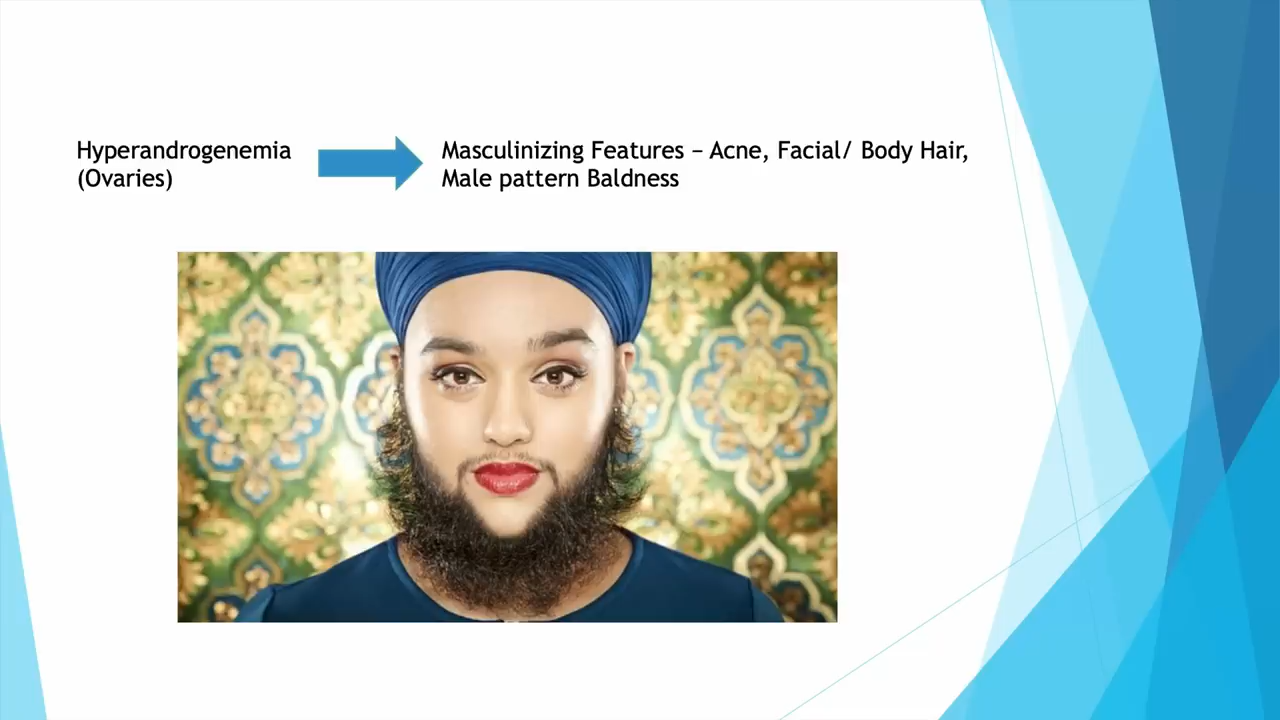 Hyperandrogenemia
(Ovaries)
Masculinizing Features – Acne, Facial/ Body Hair,
Male pattern Baldness